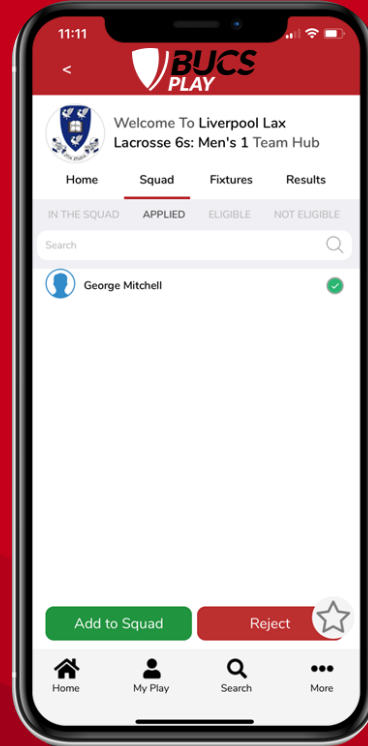 11:11
<
BUCS
PLAY
Welcome To Liverpool Lax
Lacrosse 6s: Men's 1 Team Hub
Home Squad Fixtures Results
IN THE SQUAD APPLIED ELIGIBLE NOT ELIGIBLE
Search
George Mitchell
Add to Squad Reject
Home My Play Search More